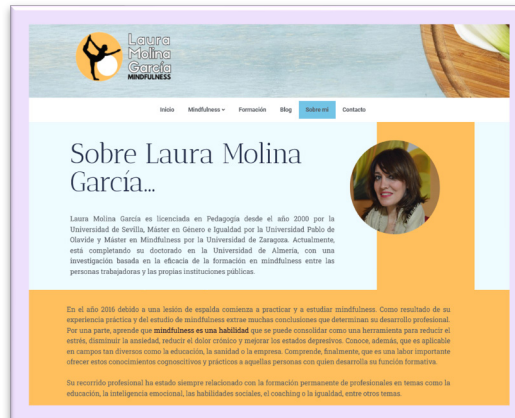 Laura
Molina
García
MINDFULNESS
Inicio Mindfulness Formación Blog Sobre mí Contacto
Sobre Laura Molina
García...
Laura Molina García es licenciada en Pedagogía desde el año 2000 por la
Universidad de Sevilla, Máster en Género e Igualdad por la Universidad Pablo de
Olavide y Máster en Mindfulness por la Universidad de Zaragoza. Actualmente,
está completando su doctorado en la Universidad de Almería, con una
investigación basada en la eficacia de la formación en mindfulness entre las
personas trabajadoras y las propias instituciones públicas.
En el año 2016 debido a una lesión de espalda comienza a practicar y a estudiar mindfulness. Como resultado de su
experiencia práctica y del estudio de mindfulness extrae muchas conclusiones que determinan su desarrollo profesional.
Por una parte, aprende que mindfulness es una habilidad que se puede consolidar como una herramienta para reducir el
estrés, disminuir la ansiedad, reducir el dolor crónico y mejorar los estados depresivos. Conoce, además, que es aplicable
en campos tan diversos como la educación, la sanidad o la empresa. Comprende, finalmente, que es una labor importante
ofrecer estos conocimientos cognoscitivos y prácticos a aquellas personas con quien desarrolla su función formativa.
Su recorrido profesional ha estado siempre relacionado con la formación permanente de profesionales en temas como la
educación, la inteligencia emocional, las habilidades sociales, el coaching o la igualdad, entre otros temas.